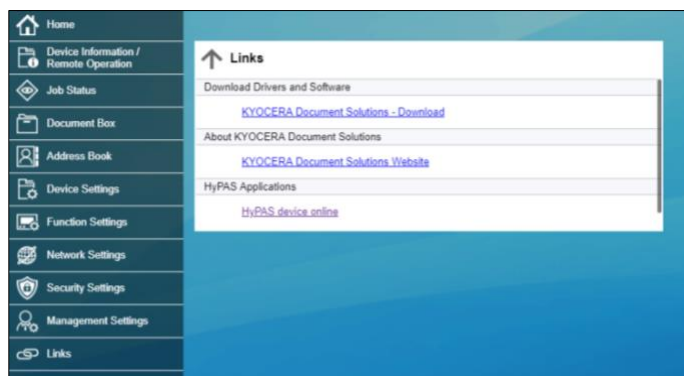 Home
Device Information /
Remote Operation
Job Status
Document Box
Address Book
Device Settings
Function Settings
Network Settings
Security Settings
Management Settings
Links
Links
Download Drivers and Software
KYOCERA Document Solutions - Download
About KYOCERA Document Solutions
KYOCERA Document Solutions Website
HyPAS Applications
HyPAS device online